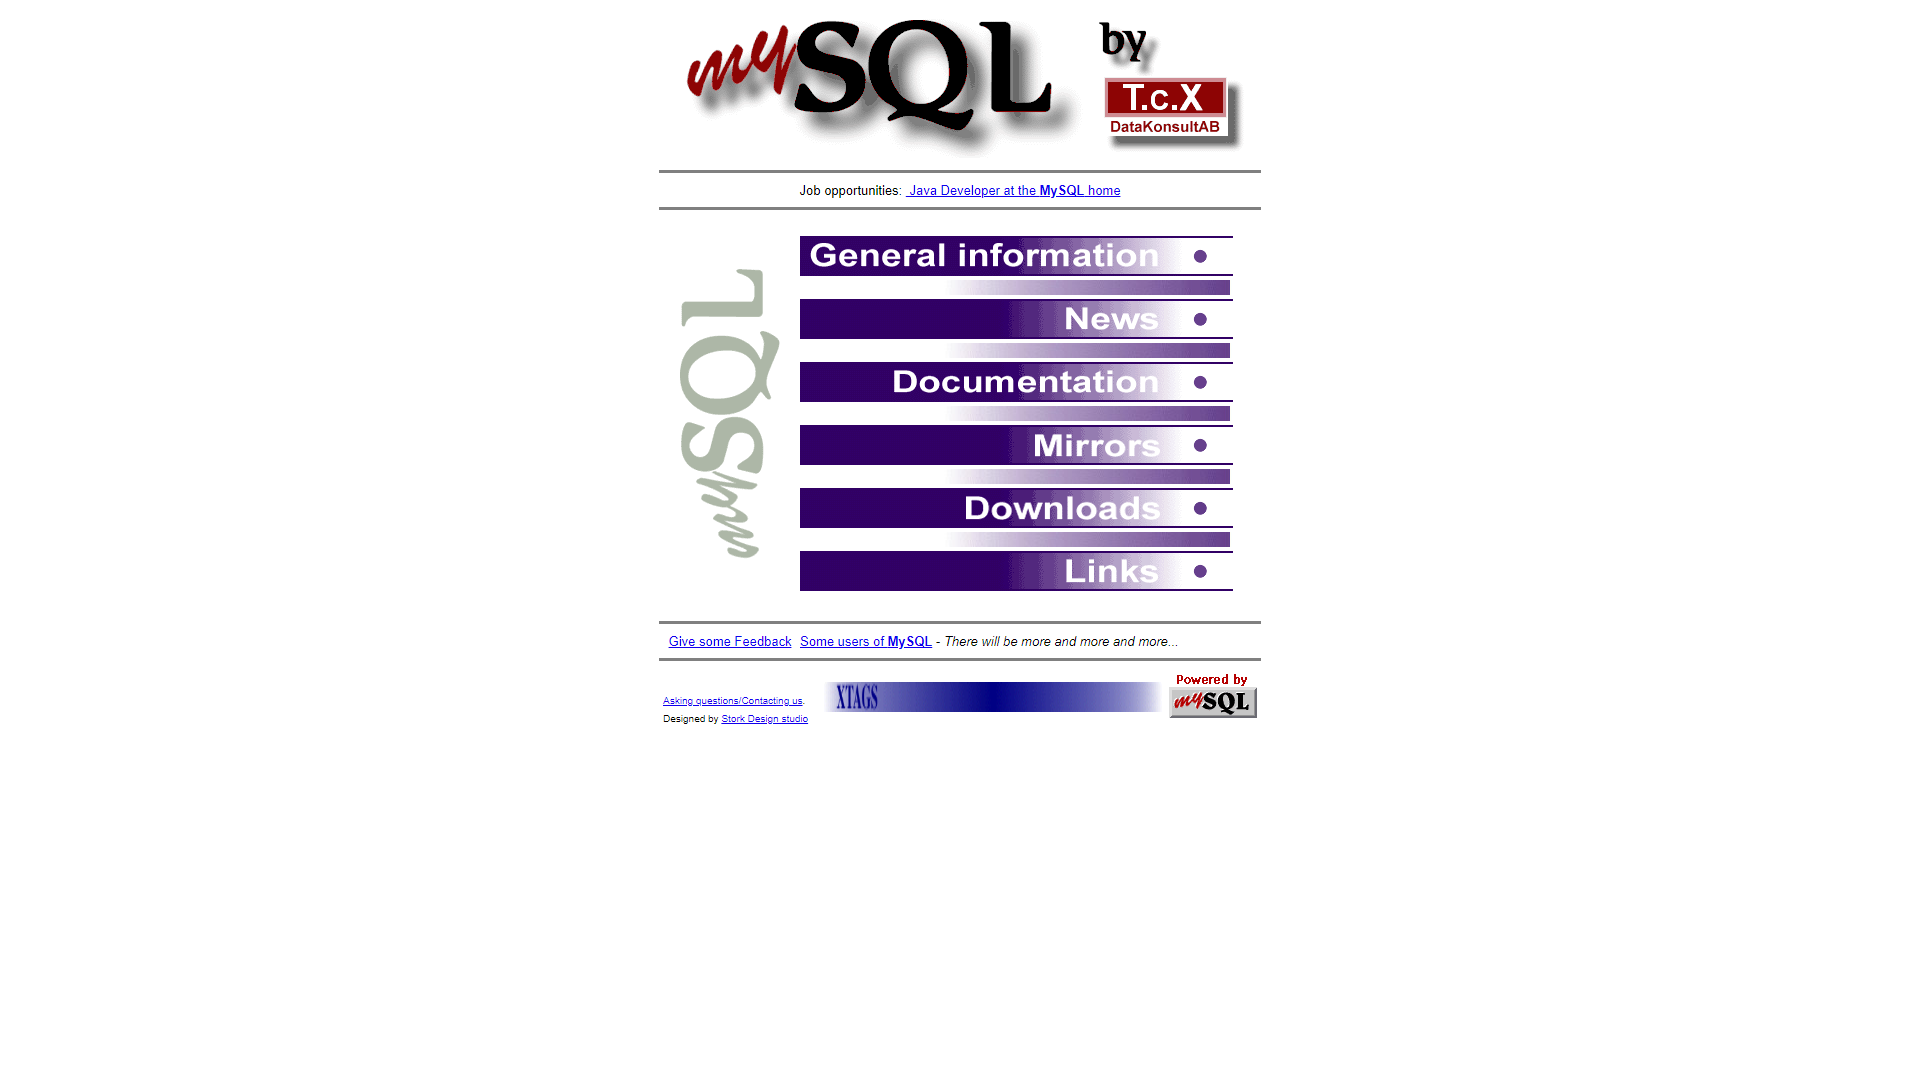 mySQL by
T.c.X
DataKonsultAB
Job opportunities: Java Developer at the MySQL home
mySQL
General information
News
Documentation
Mirrors
Downloads
Links
Give some Feedback Some users of MySQL - There will be more and more and more...
Asking questions/Contacting us.
Designed by Stork Design studio
XTAGS
Powered by
mySQL